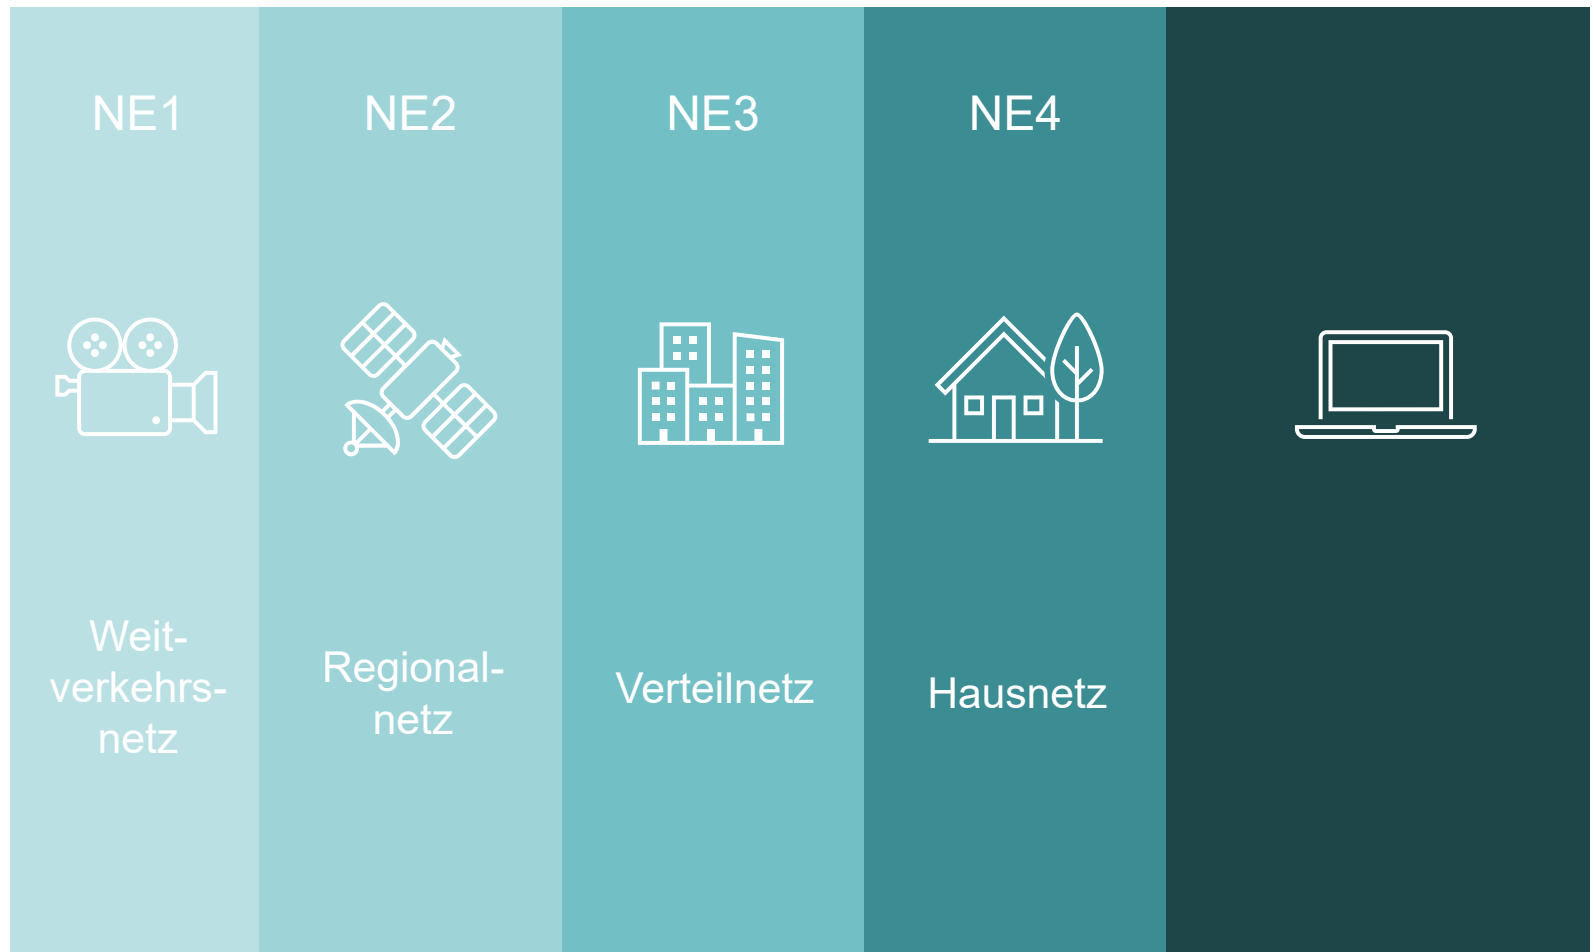 NE1
NE2
NE3
NE4
Weit-
verkehrs-
netz
Regional-
netz
Verteilnetz
Hausnetz